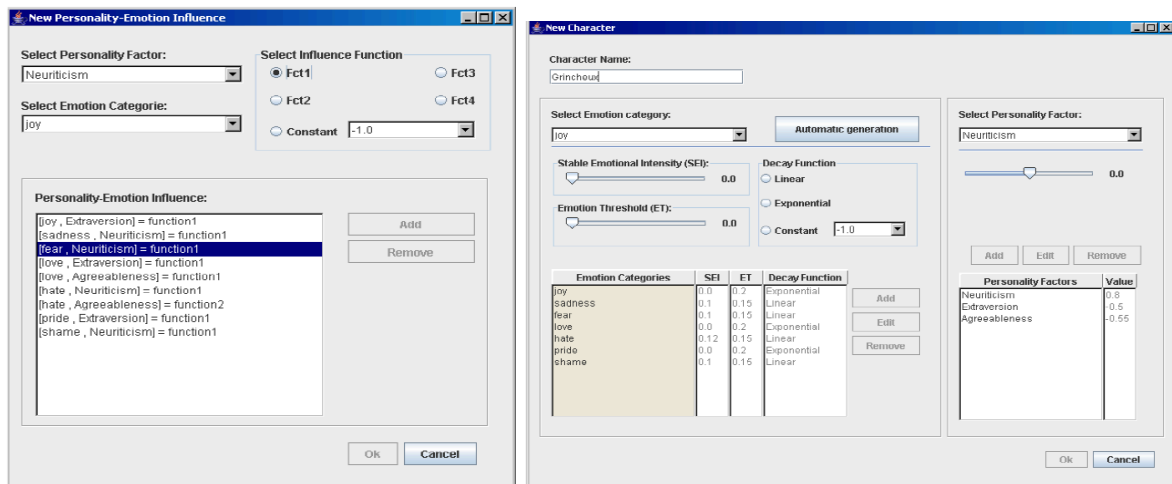 New Personality-Emotion Influence
Select Personality Factor:
Neuriticism
Select Emotion Categorie:
joy
Select Influence Function
Fct1 Fct3
Fct2 Fct4
Constant -1.0
Personality-Emotion Influence:
[joy , Extraversion] = function1
[sadness , Neuriticism] = function1
[fear , Neuriticism] = function1
[love , Extraversion] = function1
[love , Agreeableness] = function1
[hate , Neuriticism] = function1
[hate , Agreeableness] = function2
[pride , Extraversion] = function1
[shame , Neuriticism] = function1
Add
Remove
Ok Cancel
New Character
Character Name:
Grincheux
Select Emotion category:
joy
Automatic generation
Stable Emotional Intensity (SEI):
0.0
Emotion Threshold (ET):
0.0
Decay Function
Linear
Exponential
Constant -1.0
Emotion Categories SEI ET Decay Function
joy 0.0 0.2 Exponential
sadness 0.1 0.15 Linear
fear 0.1 0.15 Linear
love 0.0 0.2 Exponential
hate 0.12 0.15 Linear
pride 0.0 0.2 Exponential
shame 0.1 0.15 Linear
Add
Edit
Remove
Select Personality Factor:
Neuriticism
0.0
Add Edit Remove
Personality Factors Value
Neuriticism 0.8
Extraversion -0.5
Agreeableness -0.55
Ok Cancel